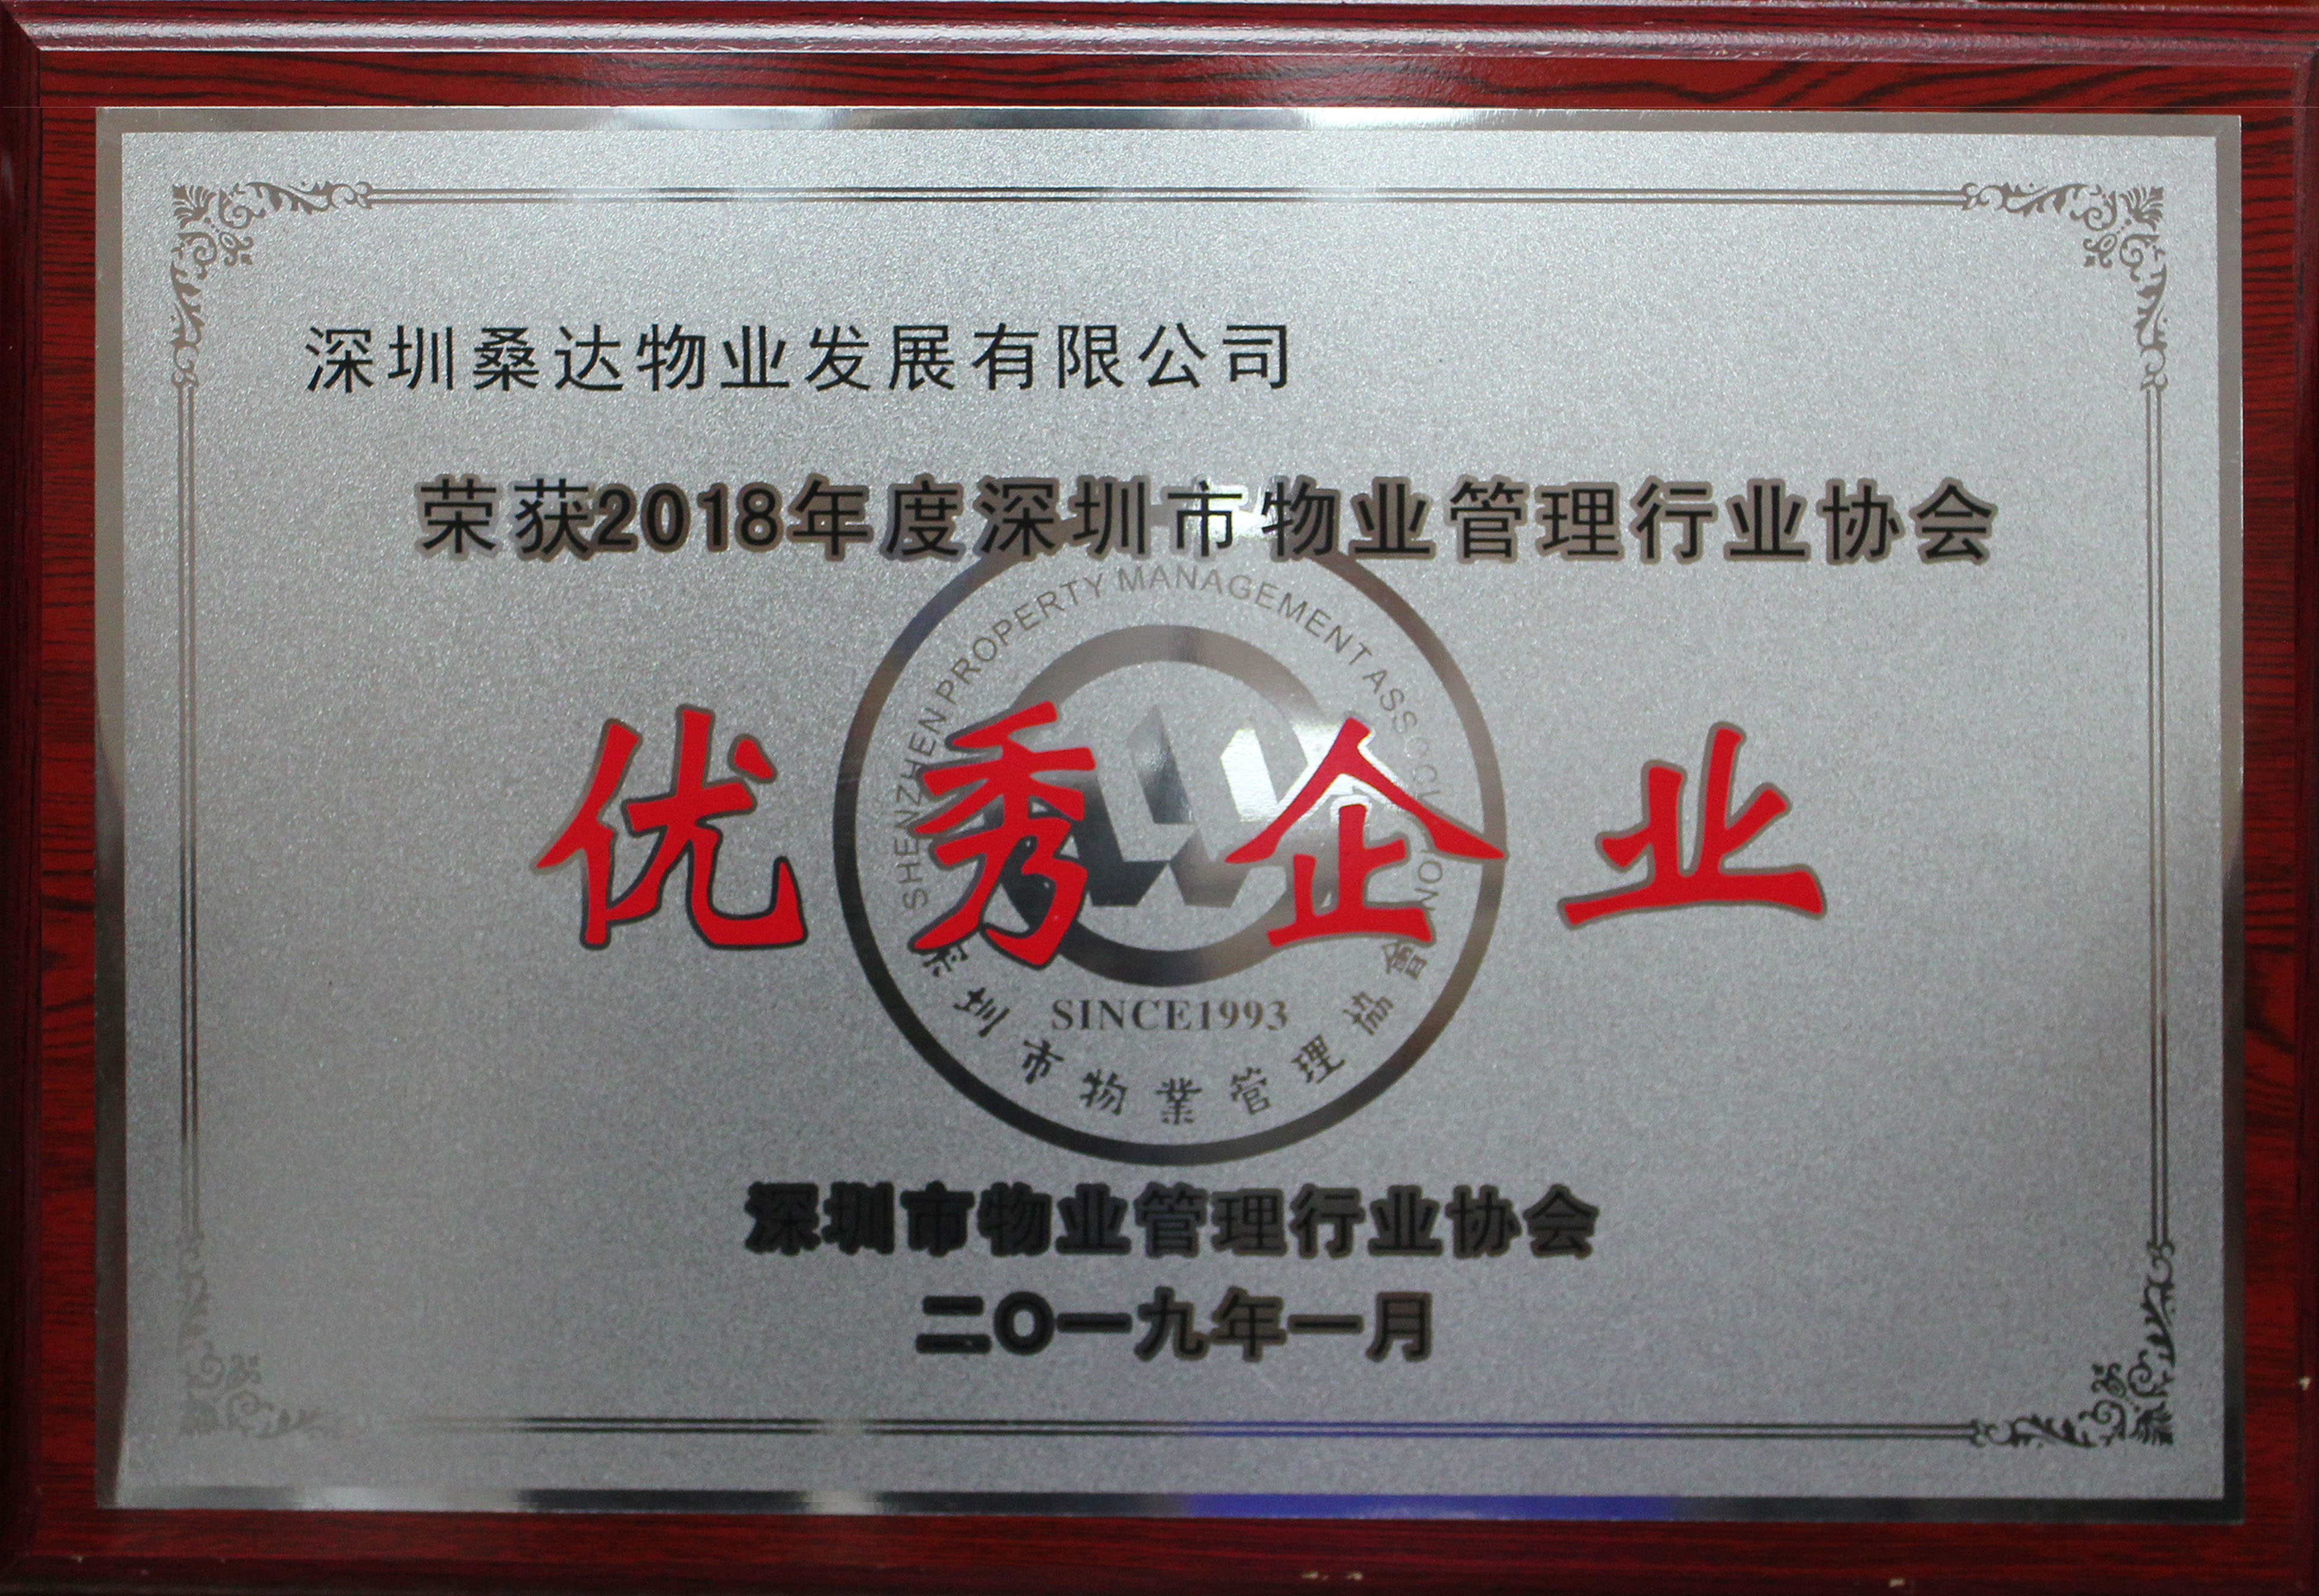 深圳桑达物业发展有限公司
荣获2018年度深圳市物业管理行业协会
SHENZHEN PROPERTY MANAGEMENT ASSOCI
ON
优秀企业
SINCE1993
深圳市物業管理協會
深圳市物业管理行业协会
二O一九年一月